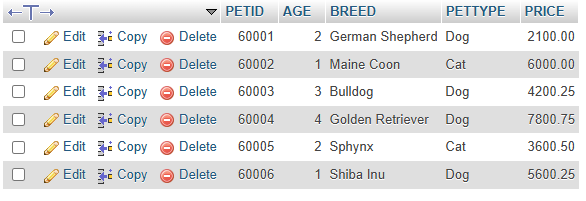 ←T→ PETID AGE BREED PETTYPE PRICE
Edit Copy Delete 60001 2 German Shepherd Dog 2100.00
Edit Copy Delete 60002 1 Maine Coon Cat 6000.00
Edit Copy Delete 60003 3 Bulldog Dog 4200.25
Edit Copy Delete 60004 4 Golden Retriever Dog 7800.75
Edit Copy Delete 60005 2 Sphynx Cat 3600.50
Edit Copy Delete 60006 1 Shiba Inu Dog 5600.25